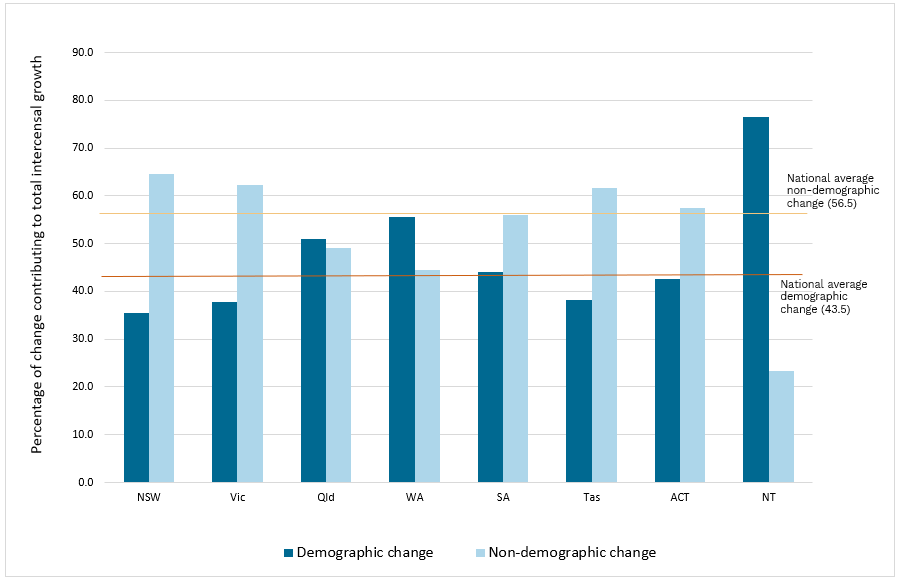 Percentage of change contributing to total intercensal growth
90.0
80.0
70.0
60.0
50.0
40.0
30.0
20.0
10.0
0.0
National average
non-demographic
change (56.5)
National average
demographic
change (43.5)
NSW Vic Qld WA SA Tas ACT NT
Demographic change Non-demographic change